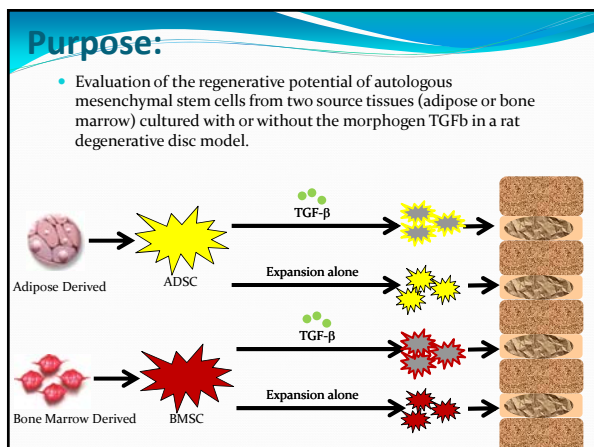 Purpose:
• Evaluation of the regenerative potential of autologous
mesenchymal stem cells from two source tissues (adipose or bone
marrow) cultured with or without the morphogen TGFb in a rat
degenerative disc model.
TGF-β
Adipose Derived
ADSC
Expansion alone
TGF-β
Bone Marrow Derived
BMSC
Expansion alone